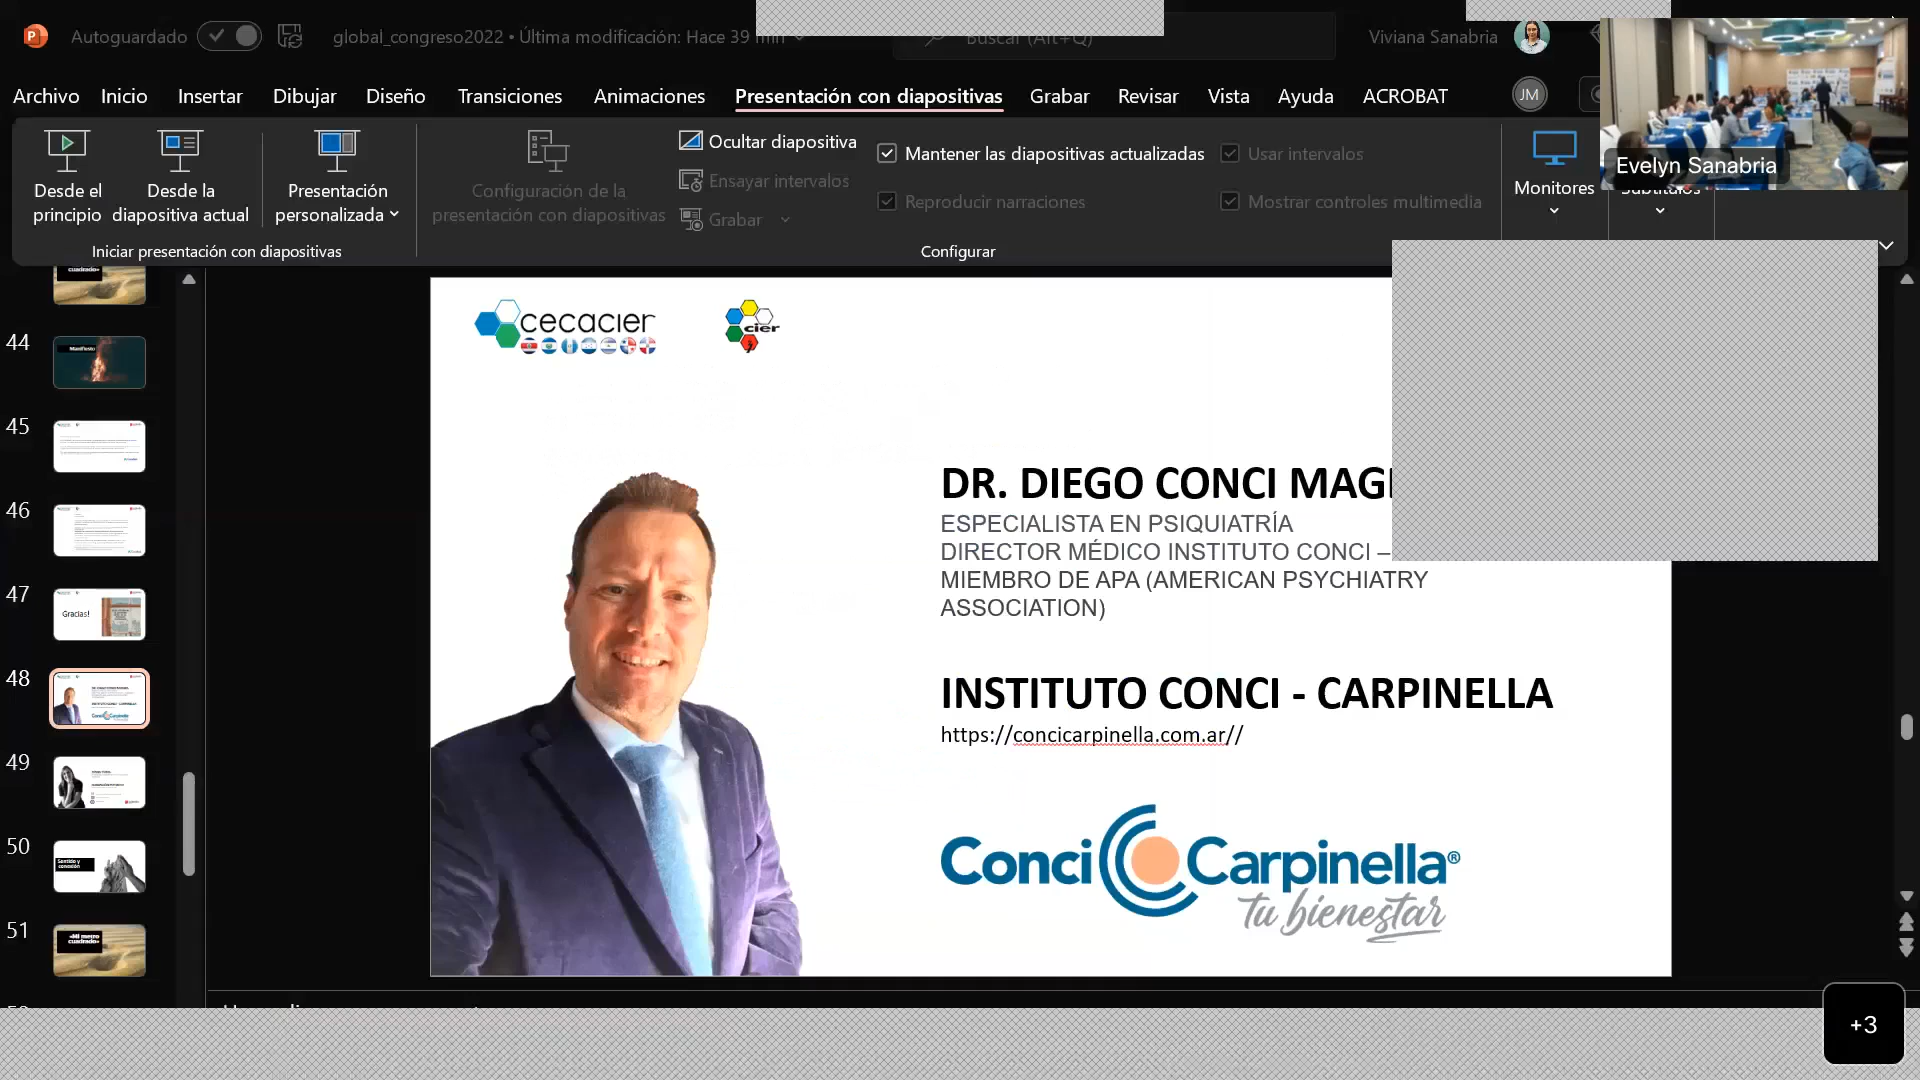 Autoguardado
global_congreso2022 • Última modificación: Hace 39 min
Buscar (Alt+Q)
Viviana Sanabria
Archivo Inicio Insertar Dibujar Diseño Transiciones Animaciones Presentación con diapositivas Grabar Revisar Vista Ayuda ACROBAT
JM
Desde el principio
Desde la diapositiva actual
Presentación personalizada
Iniciar presentación con diapositivas
Configuración de la presentación con diapositivas
Ocultar diapositiva
Ensayar intervalos
Grabar
Mantener las diapositivas actualizadas
Reproducir narraciones
Usar intervalos
Mostrar controles multimedia
Configurar
Monitores
Subtítulos
Evelyn Sanabria
cuadrado»
44
Manifiesto
45
46
47
Gracias!
48
49
50
Sentido y conexión
51
«Mi metro cuadrado»
cecacier
cier
DR. DIEGO CONCI
ESPECIALISTA EN PSIQUIATRÍA
DIRECTOR MÉDICO INSTITUTO CONCI –
MIEMBRO DE APA (AMERICAN PSYCHIATRY
ASSOCIATION)
INSTITUTO CONCI - CARPINELLA
https://concicarpinella.com.ar//
Conci Carpinella®
tu bienestar
+3